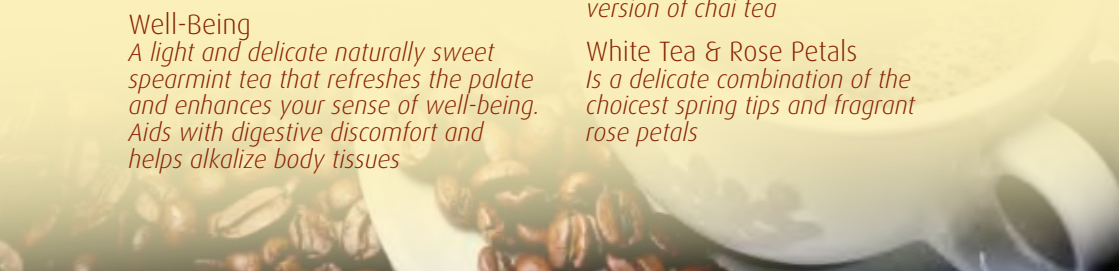 Well-Being
A light and delicate naturally sweet
spearmint tea that refreshes the palate
and enhances your sense of well-being.
Aids with digestive discomfort and
helps alkalize body tissues
version of chai tea
White Tea & Rose Petals
Is a delicate combination of the
choicest spring tips and fragrant
rose petals